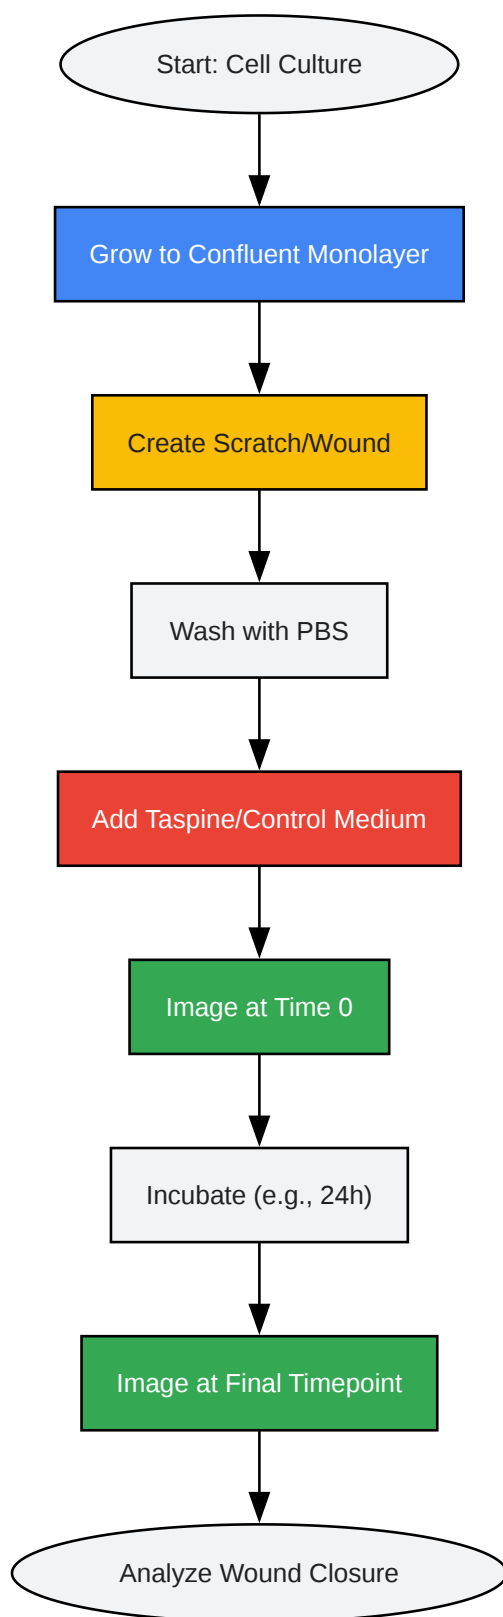 Start: Cell Culture
Grow to Confluent Monolayer
Create Scratch/Wound
Wash with PBS
Add Taspine/Control Medium
Image at Time 0
Incubate (e.g., 24h)
Image at Final Timepoint
Analyze Wound Closure